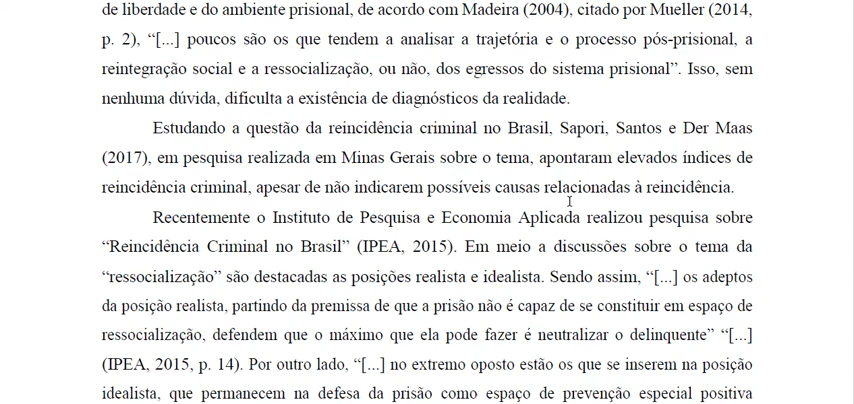 de liberdade e do ambiente prisional, de acordo com Madeira (2004), citado por Mueller (2014,
p. 2), “[...] poucos são os que tendem a analisar a trajetória e o processo pós-prisional, a
reintegração social e a ressocialização, ou não, dos egressos do sistema prisional”. Isso, sem
nenhuma dúvida, dificulta a existência de diagnósticos da realidade.
Estudando a questão da reincidência criminal no Brasil, Sapori, Santos e Der Maas
(2017), em pesquisa realizada em Minas Gerais sobre o tema, apontaram elevados índices de
reincidência criminal, apesar de não indicarem possíveis causas relacionadas à reincidência.
Recentemente o Instituto de Pesquisa e Economia Aplicada realizou pesquisa sobre
“Reincidência Criminal no Brasil” (IPEA, 2015). Em meio a discussões sobre o tema da
“ressocialização” são destacadas as posições realista e idealista. Sendo assim, “[...] os adeptos
da posição realista, partindo da premissa de que a prisão não é capaz de se constituir em espaço de
ressocialização, defendem que o máximo que ela pode fazer é neutralizar o delinquente” “[...]
(IPEA, 2015, p. 14). Por outro lado, “[...] no extremo oposto estão os que se inserem na posição
idealista, que permanecem na defesa da prisão como espaço de prevenção especial positiva